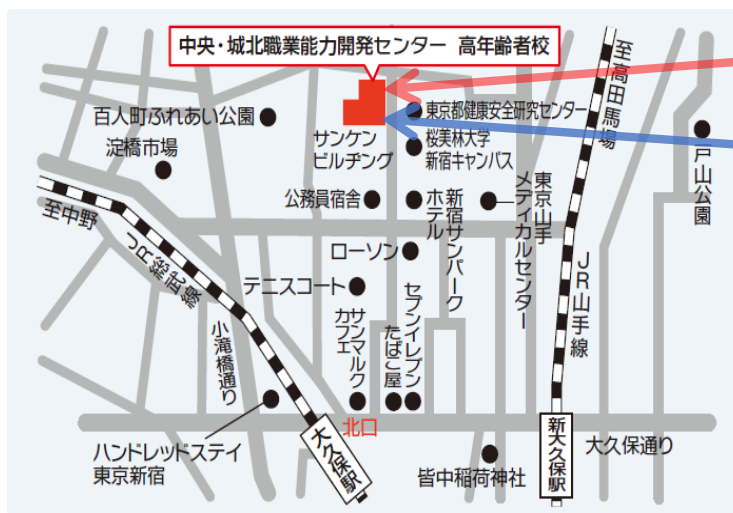 中央・城北職業能力開発センター 高年齢者校
至高田馬場
百人町ふれあい公園
東京都健康安全研究センター
淀橋市場
サンケン
ビルヂング
桜美林大学
新宿キャンパス
戸山公園
至中野
公務員宿舎
新宿サンパーク
ホテル
東京山手
メディカルセンター
JR総武線
ローソン
JR山手線
テニスコート
セブンイレブン
サンマルク
カフェ
たばこ屋
小滝橋通り
北口
大久保駅
新大久保駅
大久保通り
ハンドレッドステイ
東京新宿
皆中稲荷神社